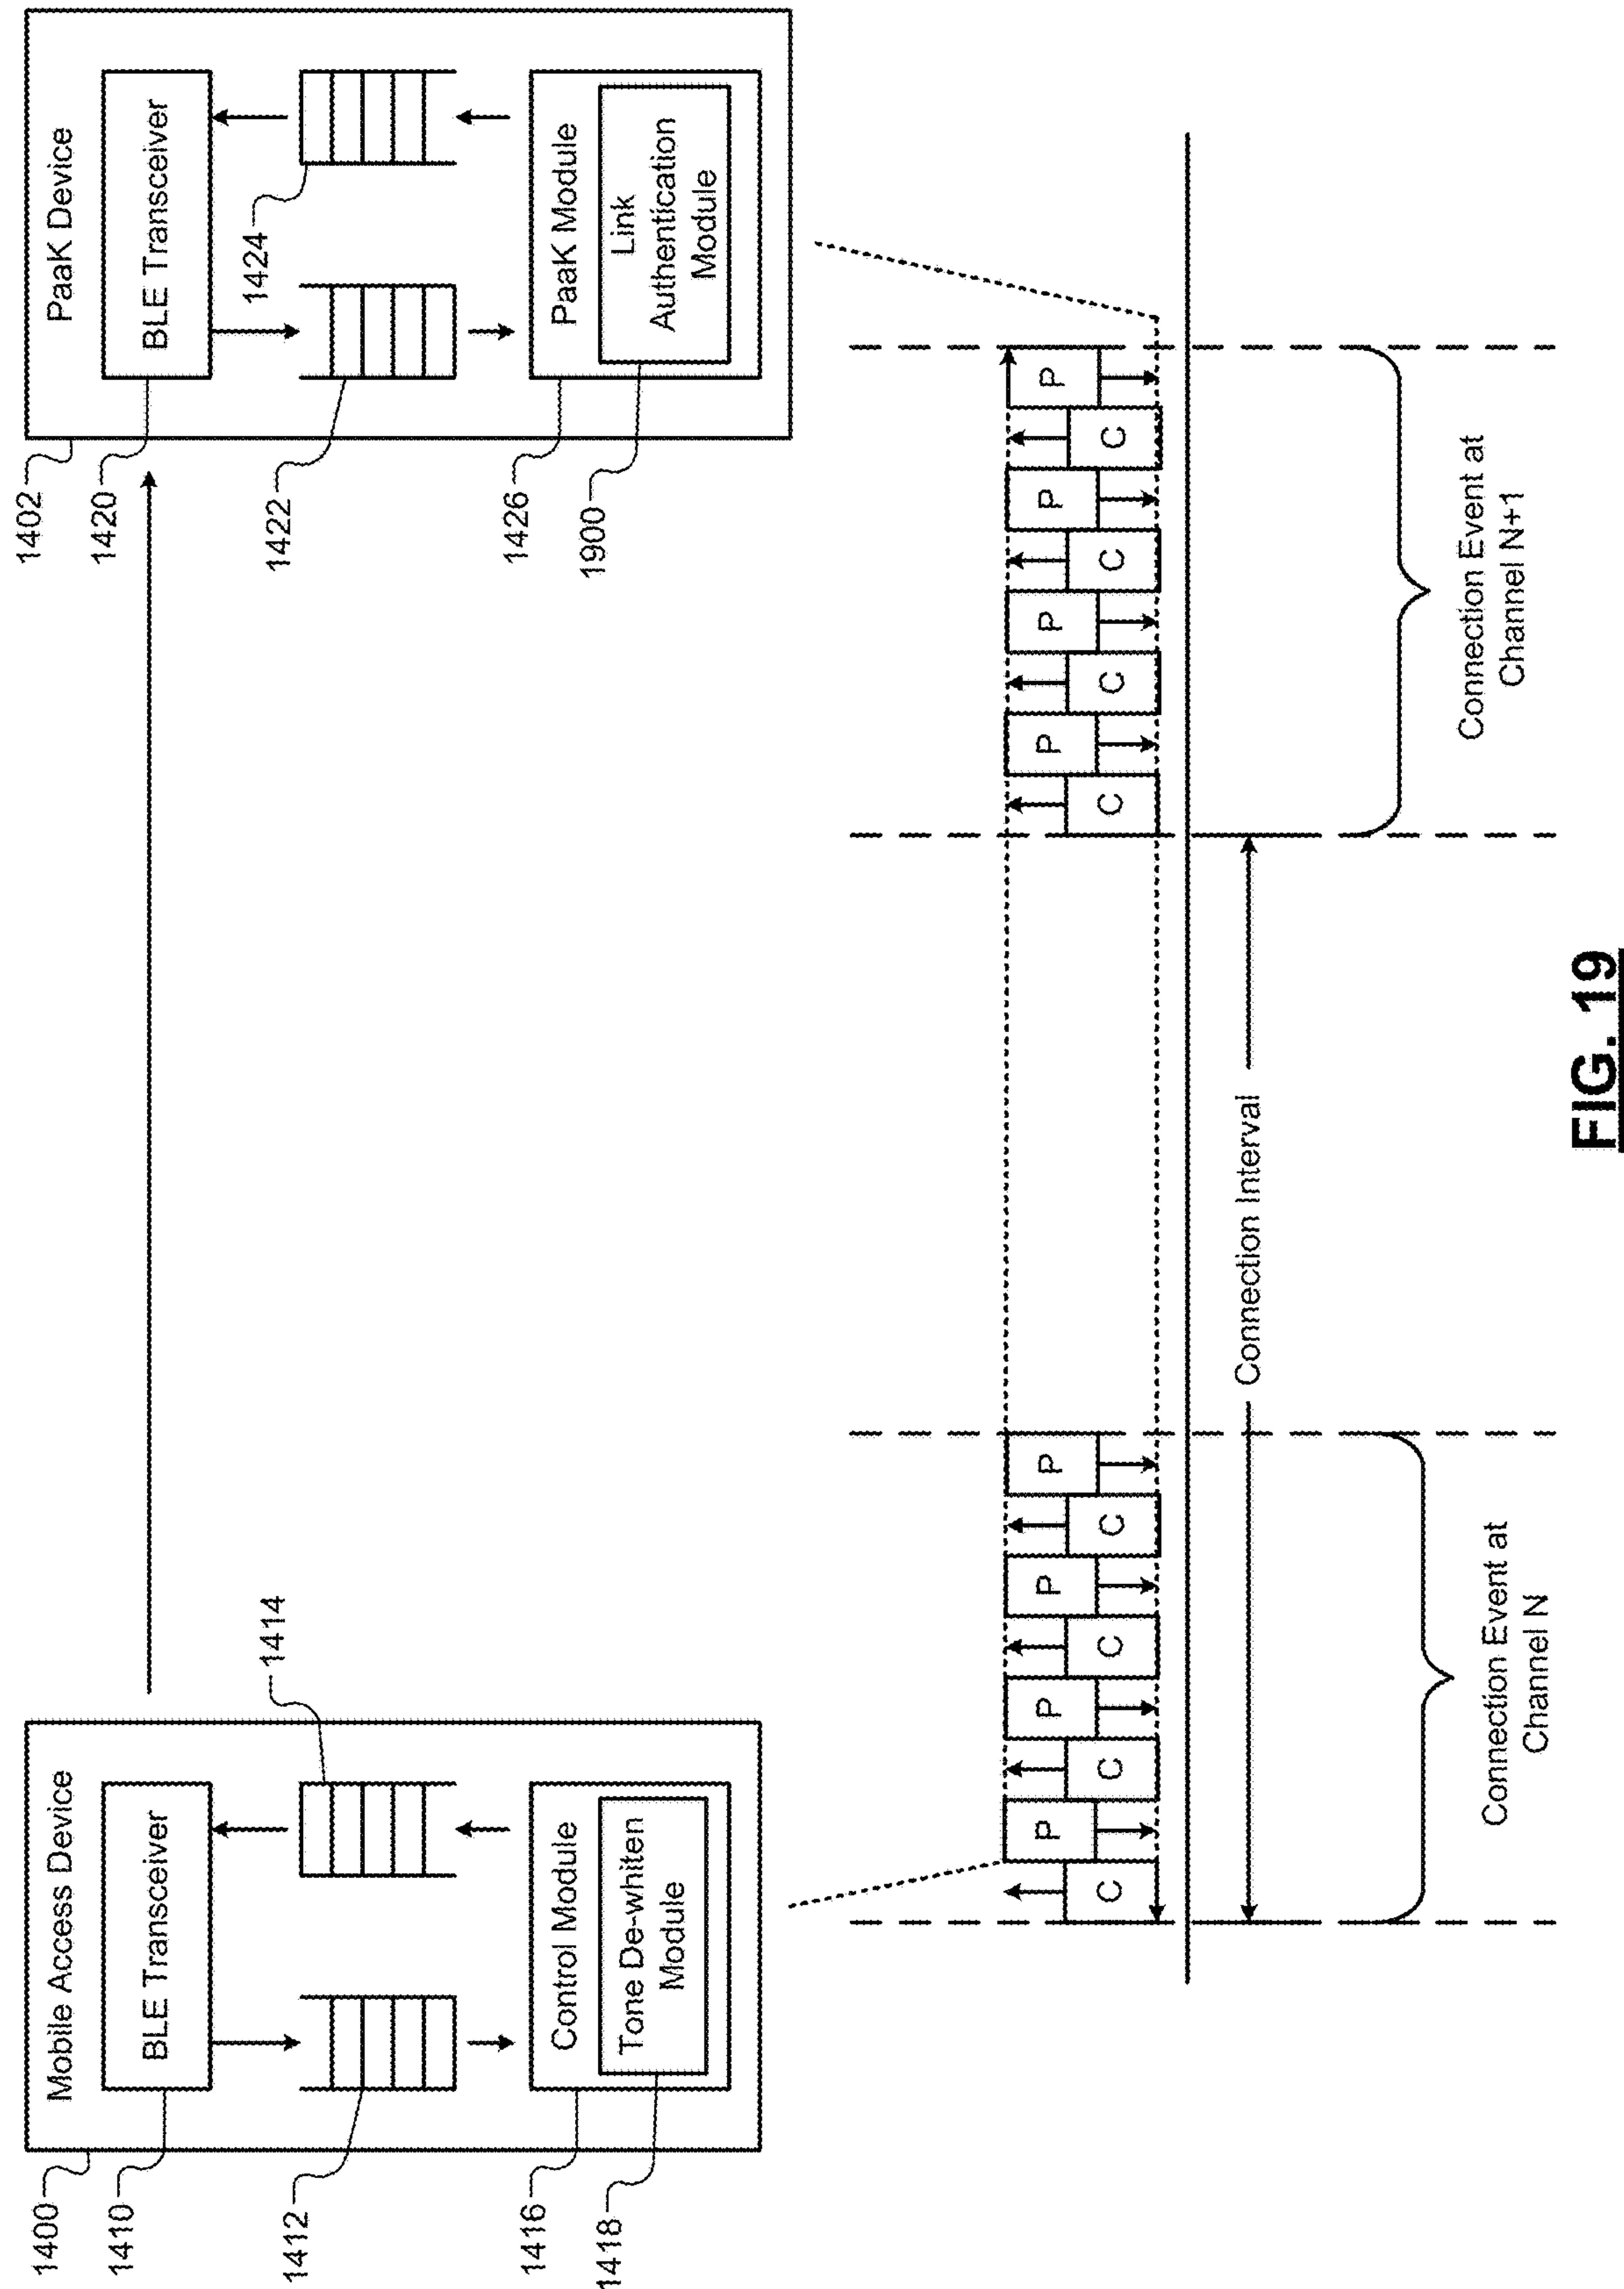 1400
Mobile Access Device
1410
BLE Transceiver
1412
1414
1416
Control Module
1418
Tone De-whiten
Module
1402
PaaK Device
1420
BLE Transceiver
1422
1424
1426
PaaK Module
1900
Link
Authentication
Module
C
P
C
P
C
P
C
P
C
P
C
P
C
P
C
P
Connection Interval
Connection Event at
Channel N
Connection Event at
Channel N+1
FIG. 19